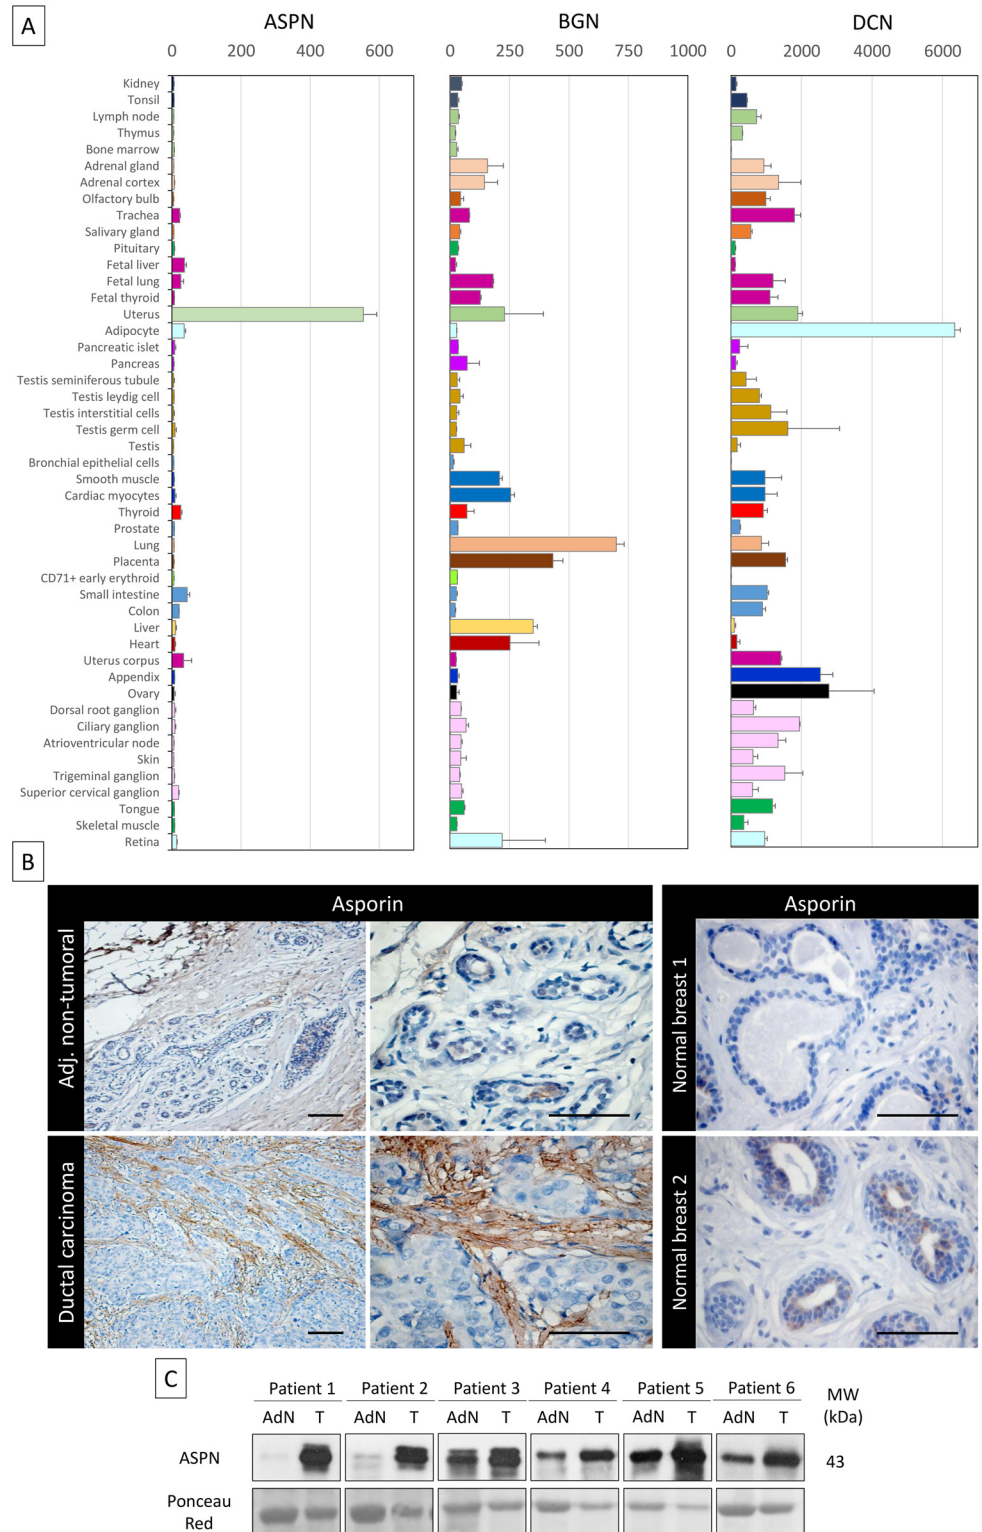 A
ASPN
BGN
DCN
0 200 400 600
0 250 500 750 1000
0 2000 4000 6000
Kidney
Tonsil
Lymph node
Thymus
Bone marrow
Adrenal gland
Adrenal cortex
Olfactory bulb
Trachea
Salivary gland
Pituitary
Fetal liver
Fetal lung
Fetal thyroid
Uterus
Adipocyte
Pancreatic islet
Pancreas
Testis seminiferous tubule
Testis leydig cell
Testis interstitial cells
Testis germ cell
Testis
Bronchial epithelial cells
Smooth muscle
Cardiac myocytes
Thyroid
Prostate
Lung
Placenta
CD71+ early erythroid
Small intestine
Colon
Liver
Heart
Uterus corpus
Appendix
Ovary
Dorsal root ganglion
Ciliary ganglion
Atrioventricular node
Skin
Trigeminal ganglion
Superior cervical ganglion
Tongue
Skeletal muscle
Retina
B
Asporin
Asporin
Adj. non-tumoral
Normal breast 1
Ductal carcinoma
Normal breast 2
C
Patient 1 Patient 2 Patient 3 Patient 4 Patient 5 Patient 6
MW
(kDa)
AdN T AdN T AdN T AdN T AdN T AdN T
ASPN
43
Ponceau
Red